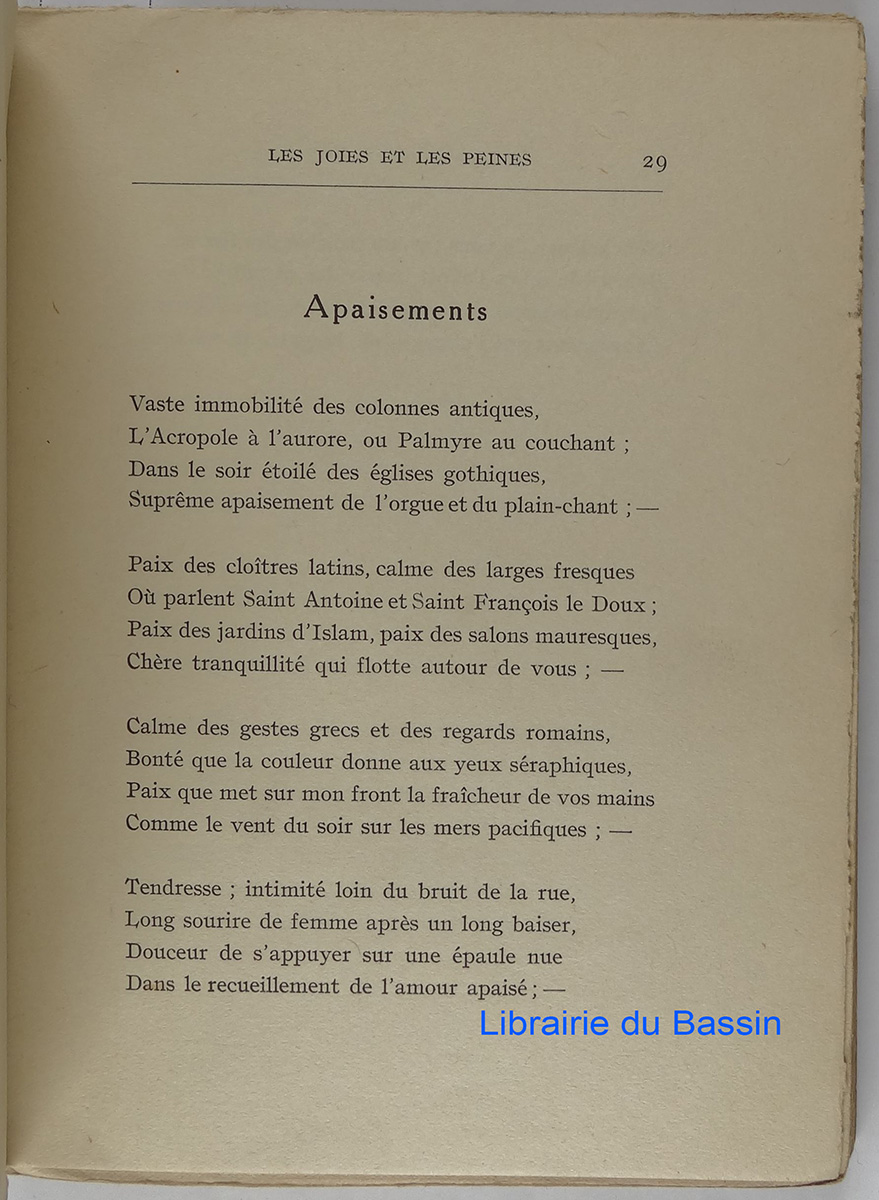 LES JOIES ET LES PEINES 29
Apaisements
Vaste immobilité des colonnes antiques,
L'Acropole à l'aurore, ou Palmyre au couchant ;
Dans le soir étoilé des églises gothiques,
Suprême apaisement de l'orgue et du plain-chant ; —
Paix des cloîtres latins, calme des larges fresques
Où parlent Saint Antoine et Saint François le Doux ;
Paix des jardins d'Islam, paix des salons mauresques,
Chère tranquillité qui flotte autour de vous ; —
Calme des gestes grecs et des regards romains,
Bonté que la couleur donne aux yeux séraphiques,
Paix que met sur mon front la fraîcheur de vos mains
Comme le vent du soir sur les mers pacifiques ; —
Tendresse ; intimité loin du bruit de la rue,
Long sourire de femme après un long baiser,
Douceur de s'appuyer sur une épaule nue
Dans le recueillement de l'amour apaisé ; —
Librairie du Bassin